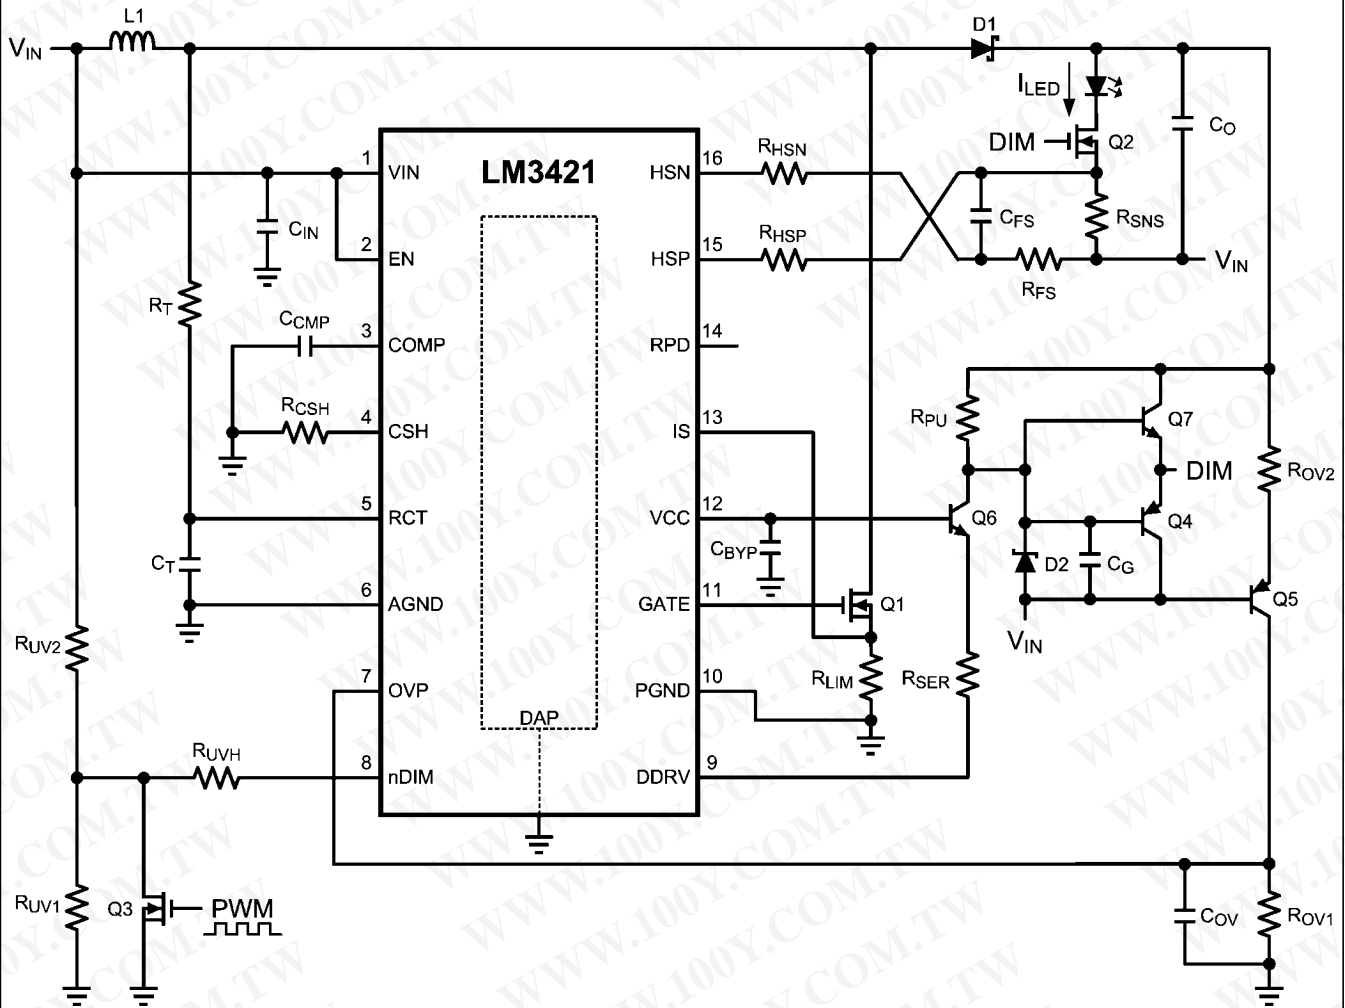 L1
D1
VIN
ILED
CO
DIM
Q2
RHSN
1
VIN
LM3421
HSN
16
CFS
RSNS
CIN
2
EN
HSP
15
RHSP
RFS
VIN
RT
CCMP
3
COMP
RPD
14
RCSH
4
CSH
IS
13
RPU
Q7
DIM
ROV2
5
RCT
VCC
12
Q6
Q4
CT
CBYP
D2
CG
6
AGND
GATE
11
Q1
Q5
RUV2
VIN
7
OVP
PGND
10
RLIM
RSER
DAP
RUVH
8
nDIM
DDRV
9
RUV1
Q3
PWM
COV
ROV1
WWW.100Y.COM.TW